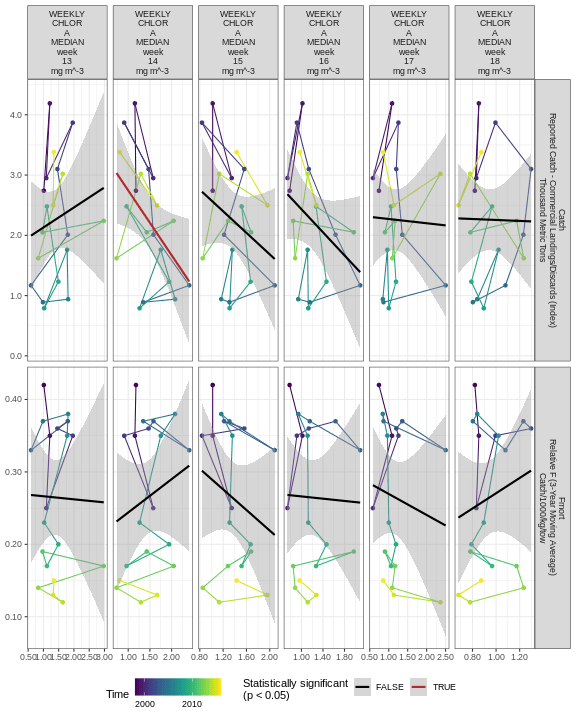 WEEKLY CHLOR A MEDIAN week 13 mg m^-3
WEEKLY CHLOR A MEDIAN week 14 mg m^-3
WEEKLY CHLOR A MEDIAN week 15 mg m^-3
WEEKLY CHLOR A MEDIAN week 16 mg m^-3
WEEKLY CHLOR A MEDIAN week 17 mg m^-3
WEEKLY CHLOR A MEDIAN week 18 mg m^-3
4.0
3.0
2.0
1.0
0.0
Catch
Reported Catch - Commercial Landings/Discards (Index)
Thousand Metric Tons
0.40
0.30
0.20
0.10
Fmort
Relative F (3-Year Moving Average)
Catch/1000/kg/tow
0.50 1.00 1.50 2.00 2.50 3.00
1.00 1.50 2.00
0.80 1.20 1.60 2.00
1.00 1.40 1.80
0.50 1.00 1.50 2.00 2.50
0.80 1.00 1.20
Time
2000 2010
Statistically significant
(p < 0.05)
FALSE
TRUE